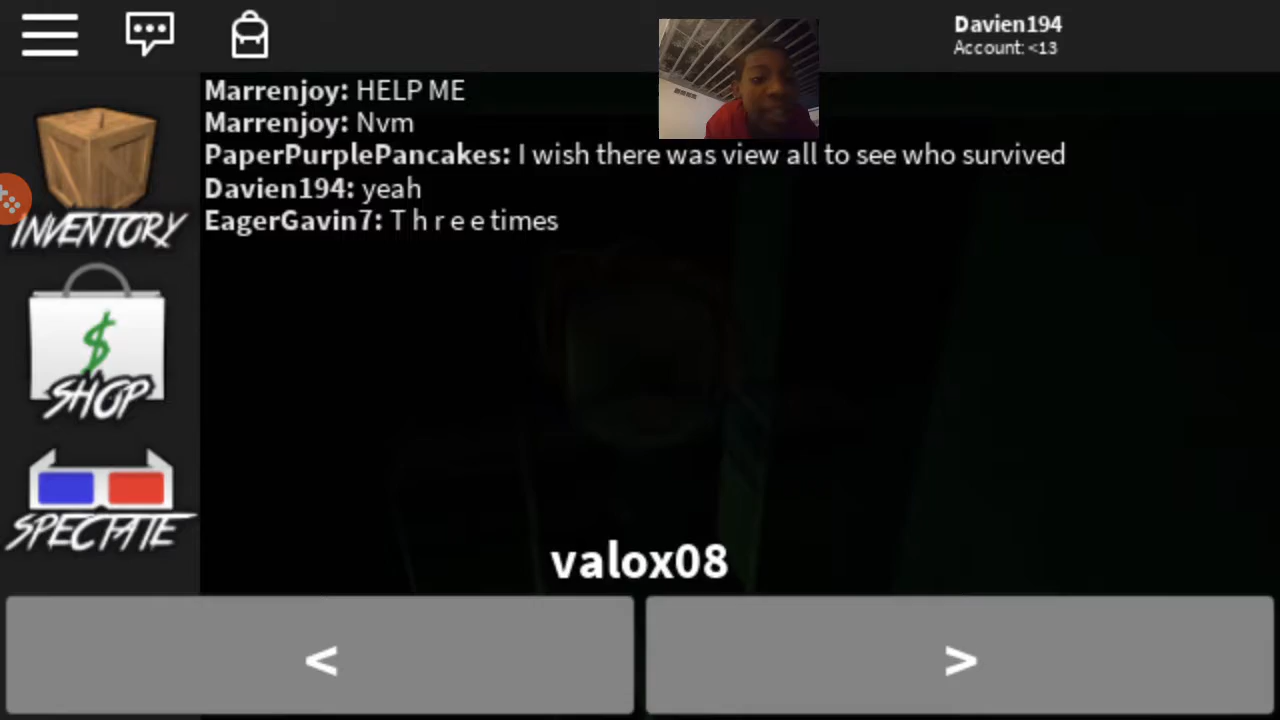 Davien194
Account: <13
Marrenjoy: HELP ME
Marrenjoy: Nvm
PaperPurplePancakes: I wish there was view all to see who survived
Davien194: yeah
EagerGavin7: T h r e e times
INVENTORY
$
SHOP
SPECTATE
valox08
< >